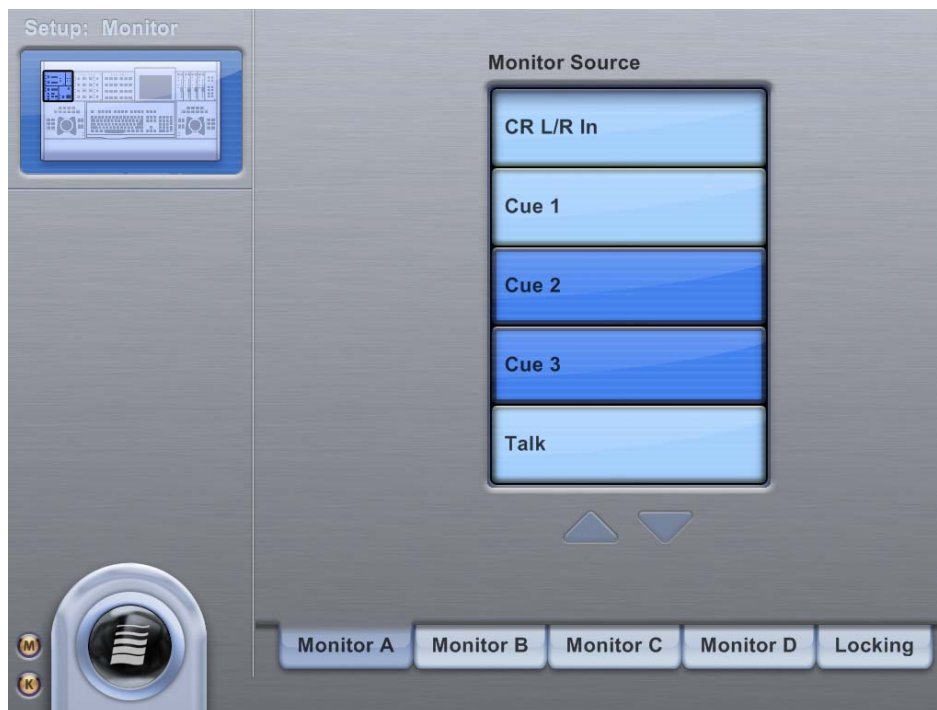 Setup: Monitor
Monitor Source
CR L/R In
Cue 1
Cue 2
Cue 3
Talk
M
K
Monitor A
Monitor B
Monitor C
Monitor D
Locking